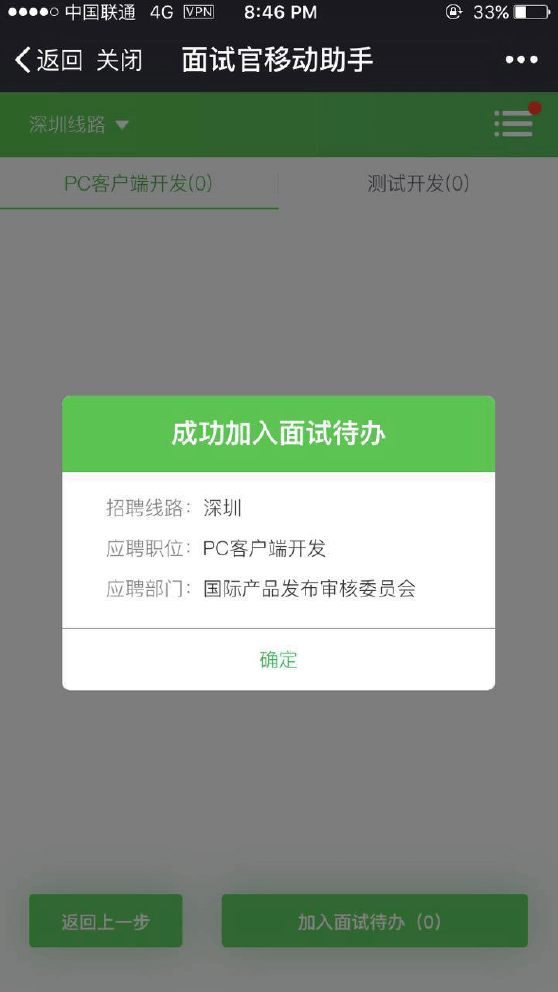 中国联通 4G VPN 8:46 PM 33%
返回 关闭 面试官移动助手
深圳线路
PC客户端开发(0) 测试开发(0)
成功加入面试待办
招聘线路：深圳
应聘职位：PC客户端开发
应聘部门：国际产品发布审核委员会
确定
返回上一步 加入面试待办（0）